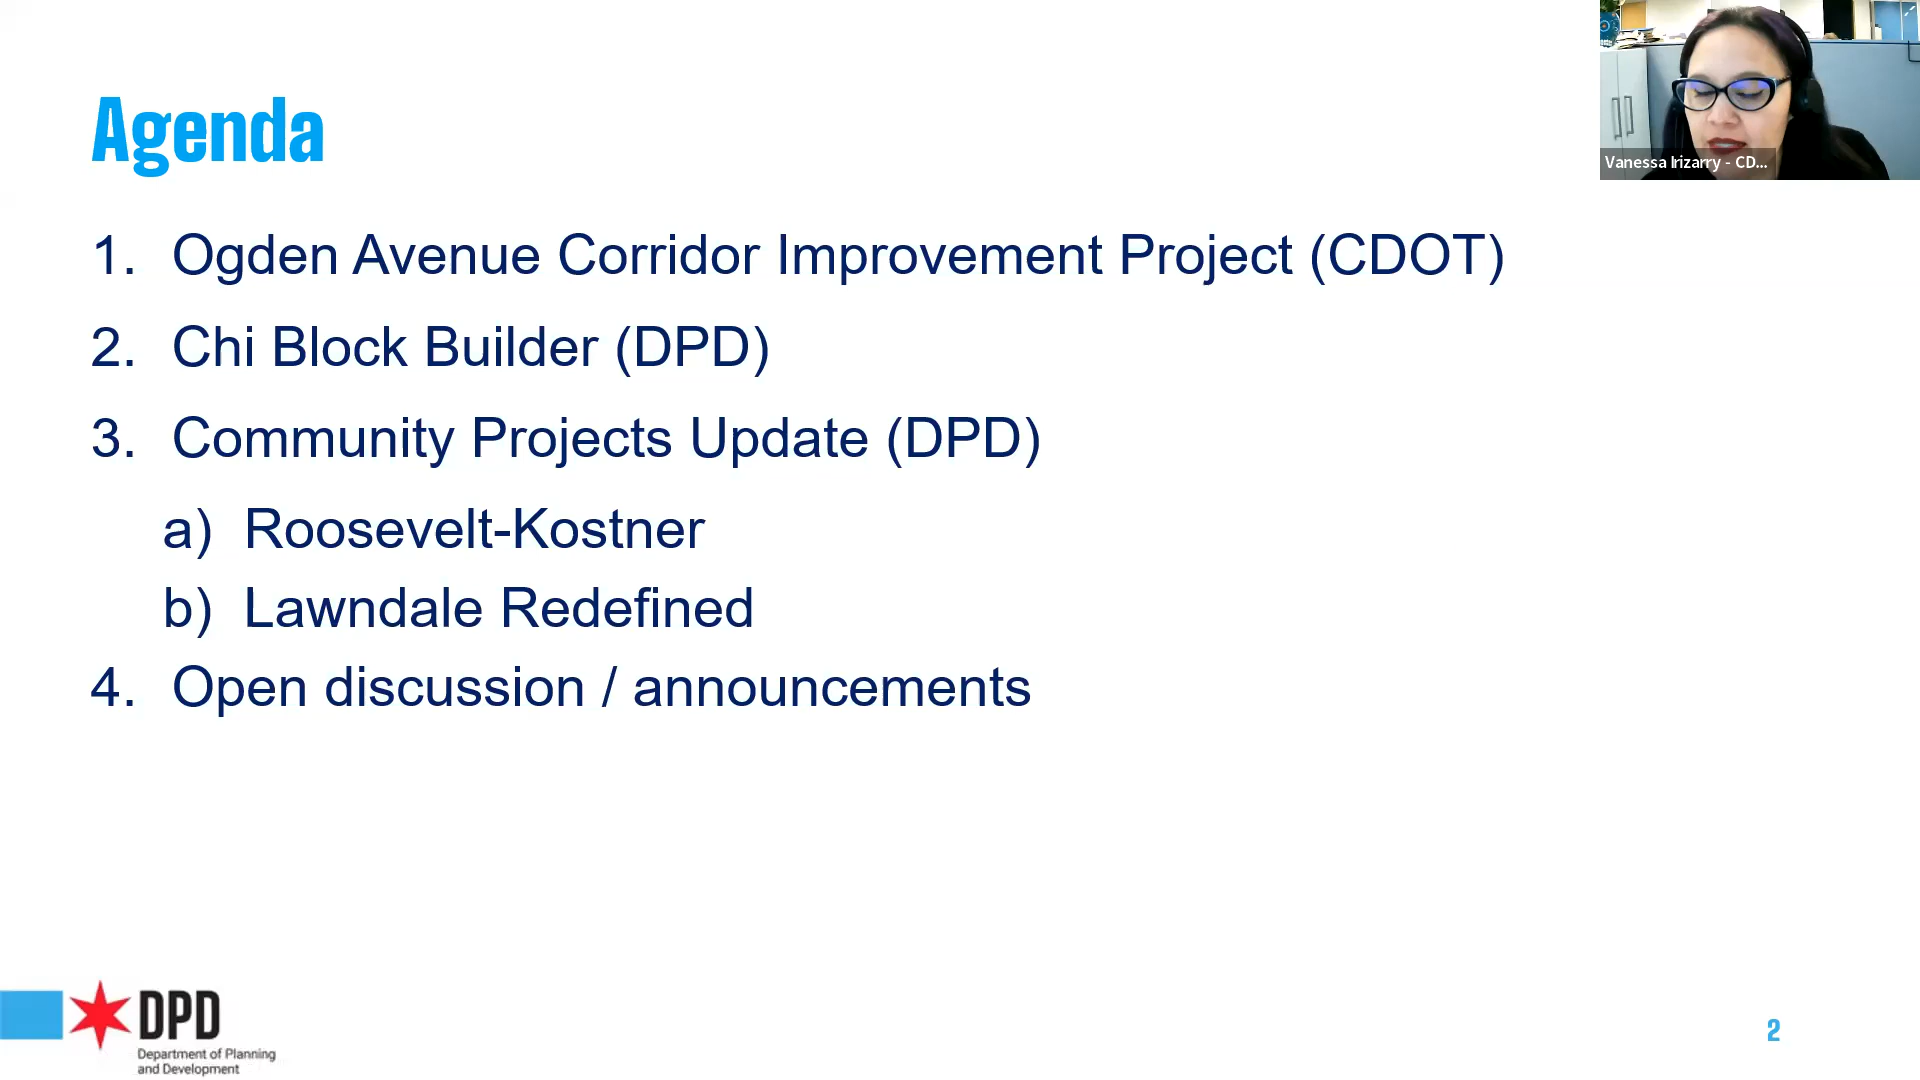 Agenda
Vanessa Irizarry - CD...
1. Ogden Avenue Corridor Improvement Project (CDOT)
2. Chi Block Builder (DPD)
3. Community Projects Update (DPD)
a) Roosevelt-Kostner
b) Lawndale Redefined
4. Open discussion / announcements
DPD
Department of Planning
and Development
2